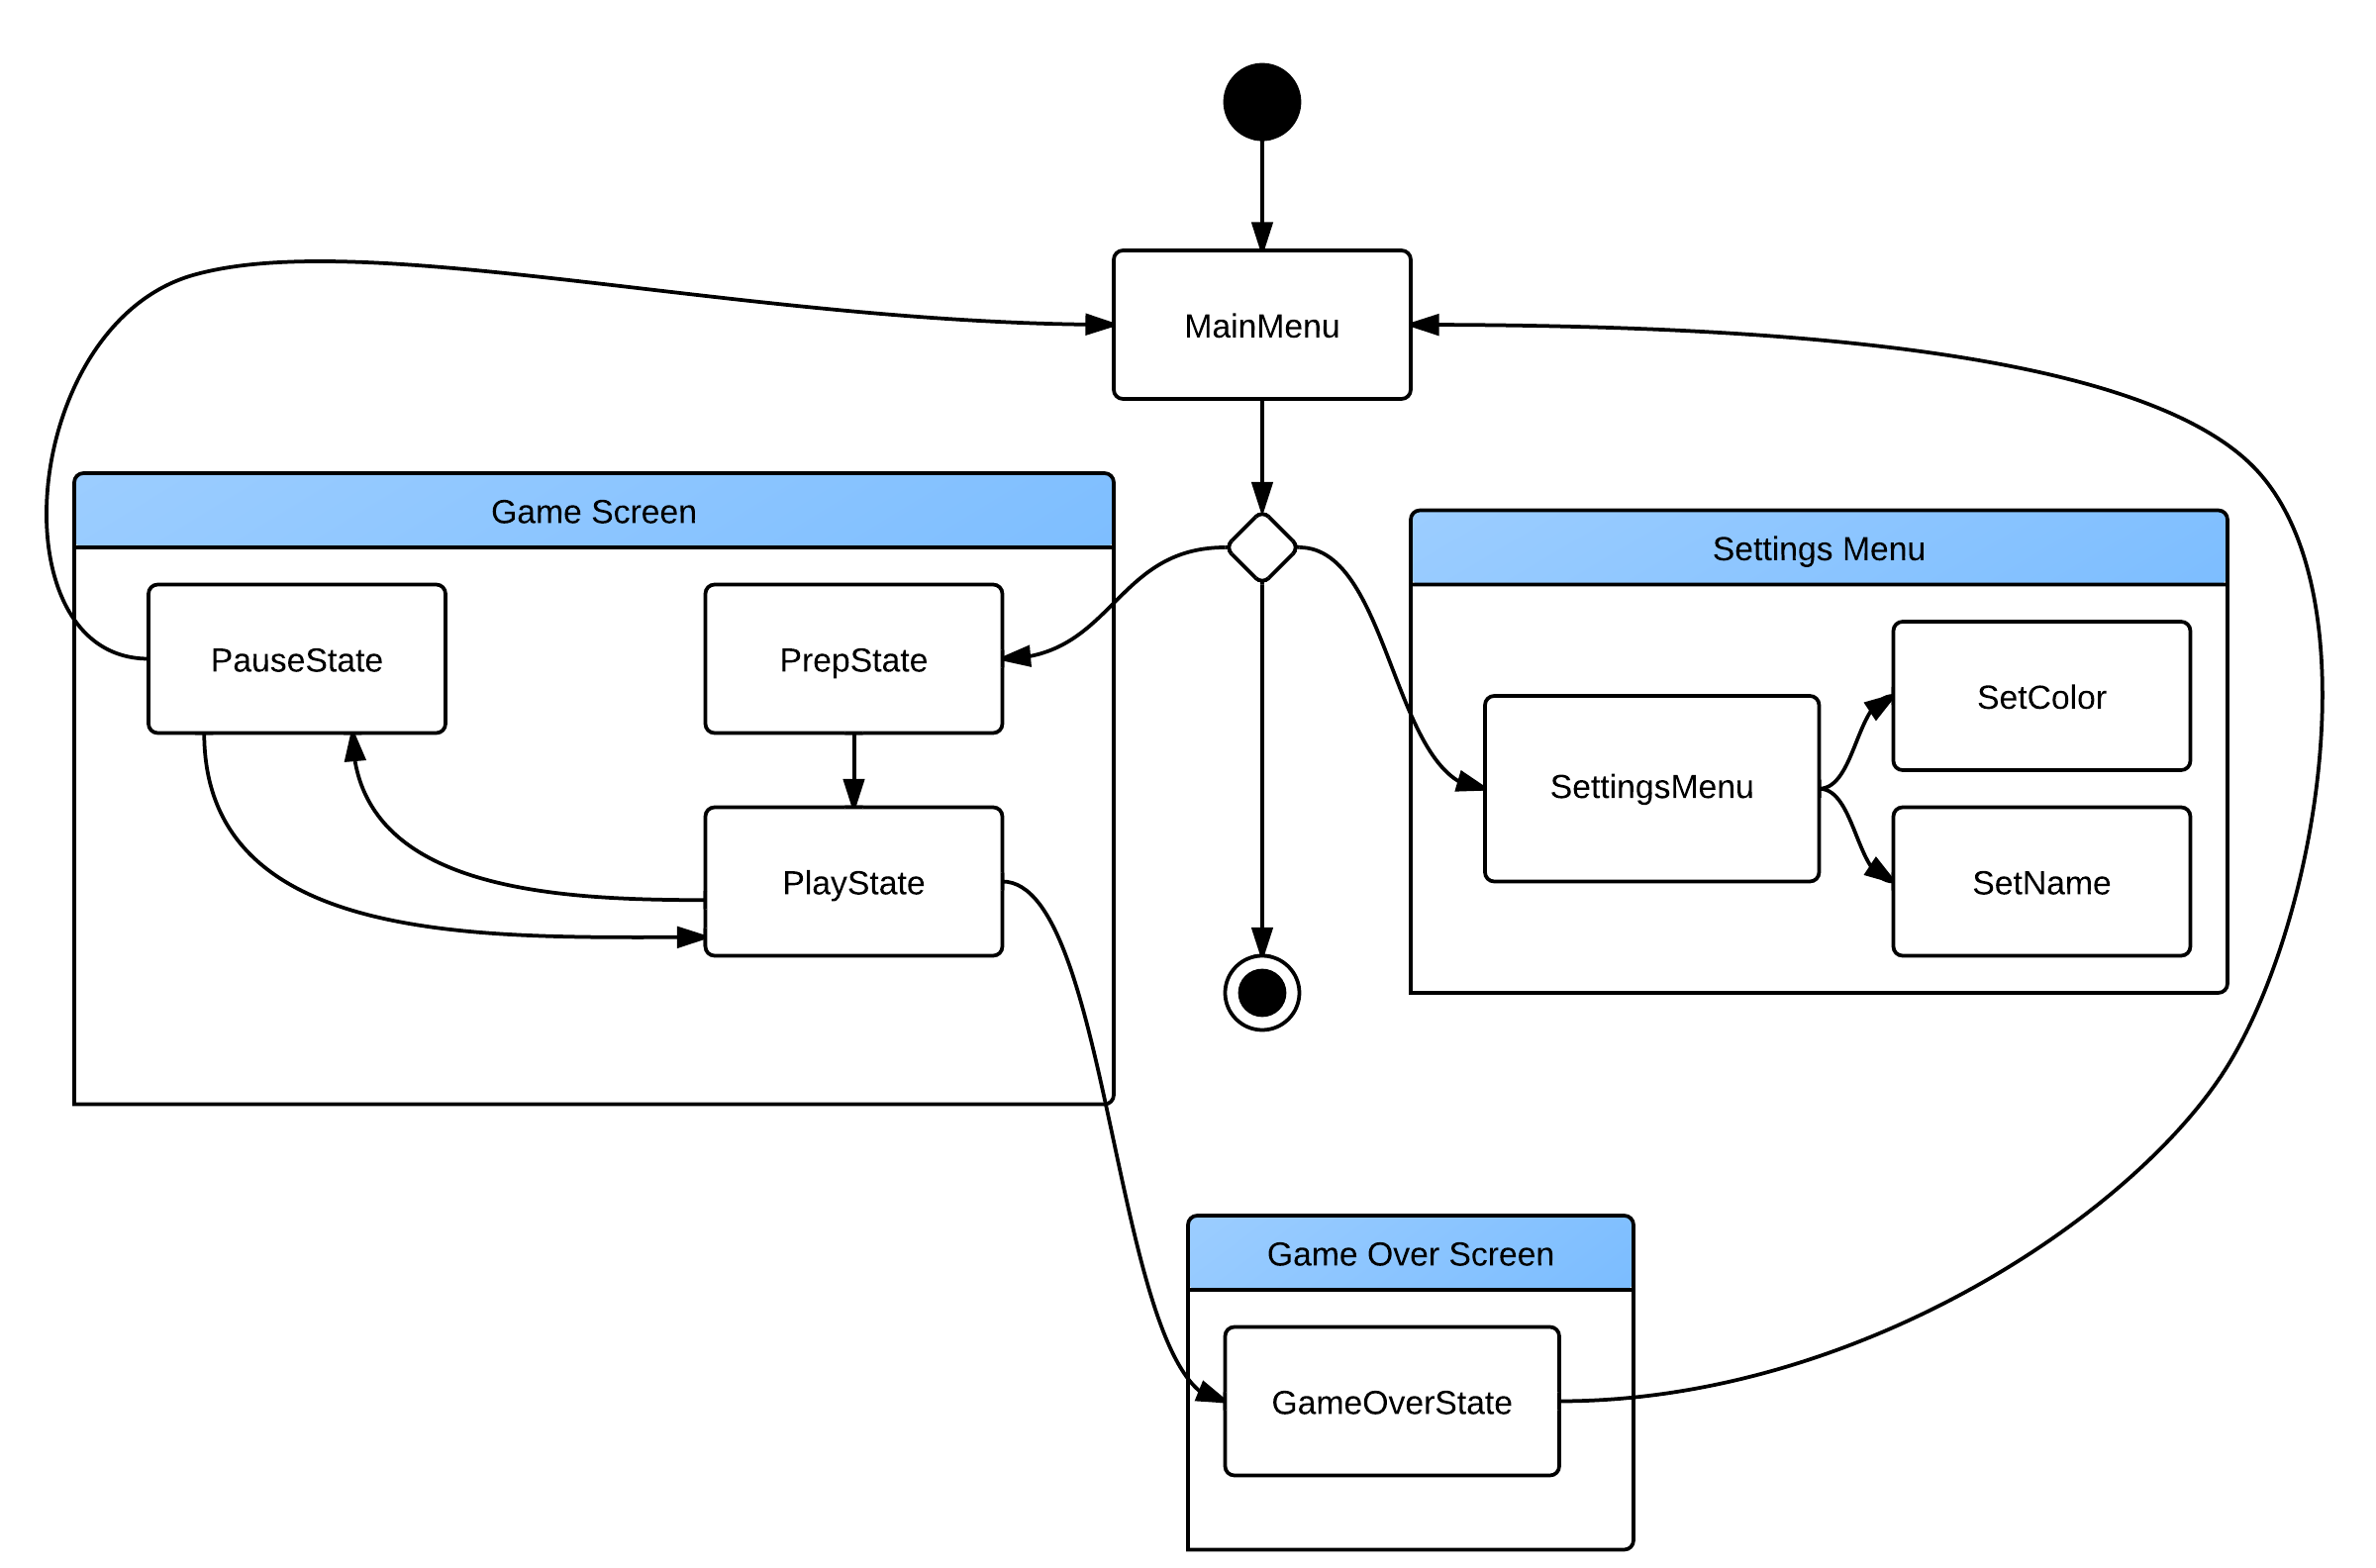 MainMenu
Game Screen
PauseState
PrepState
PlayState
Settings Menu
SettingsMenu
SetColor
SetName
Game Over Screen
GameOverState